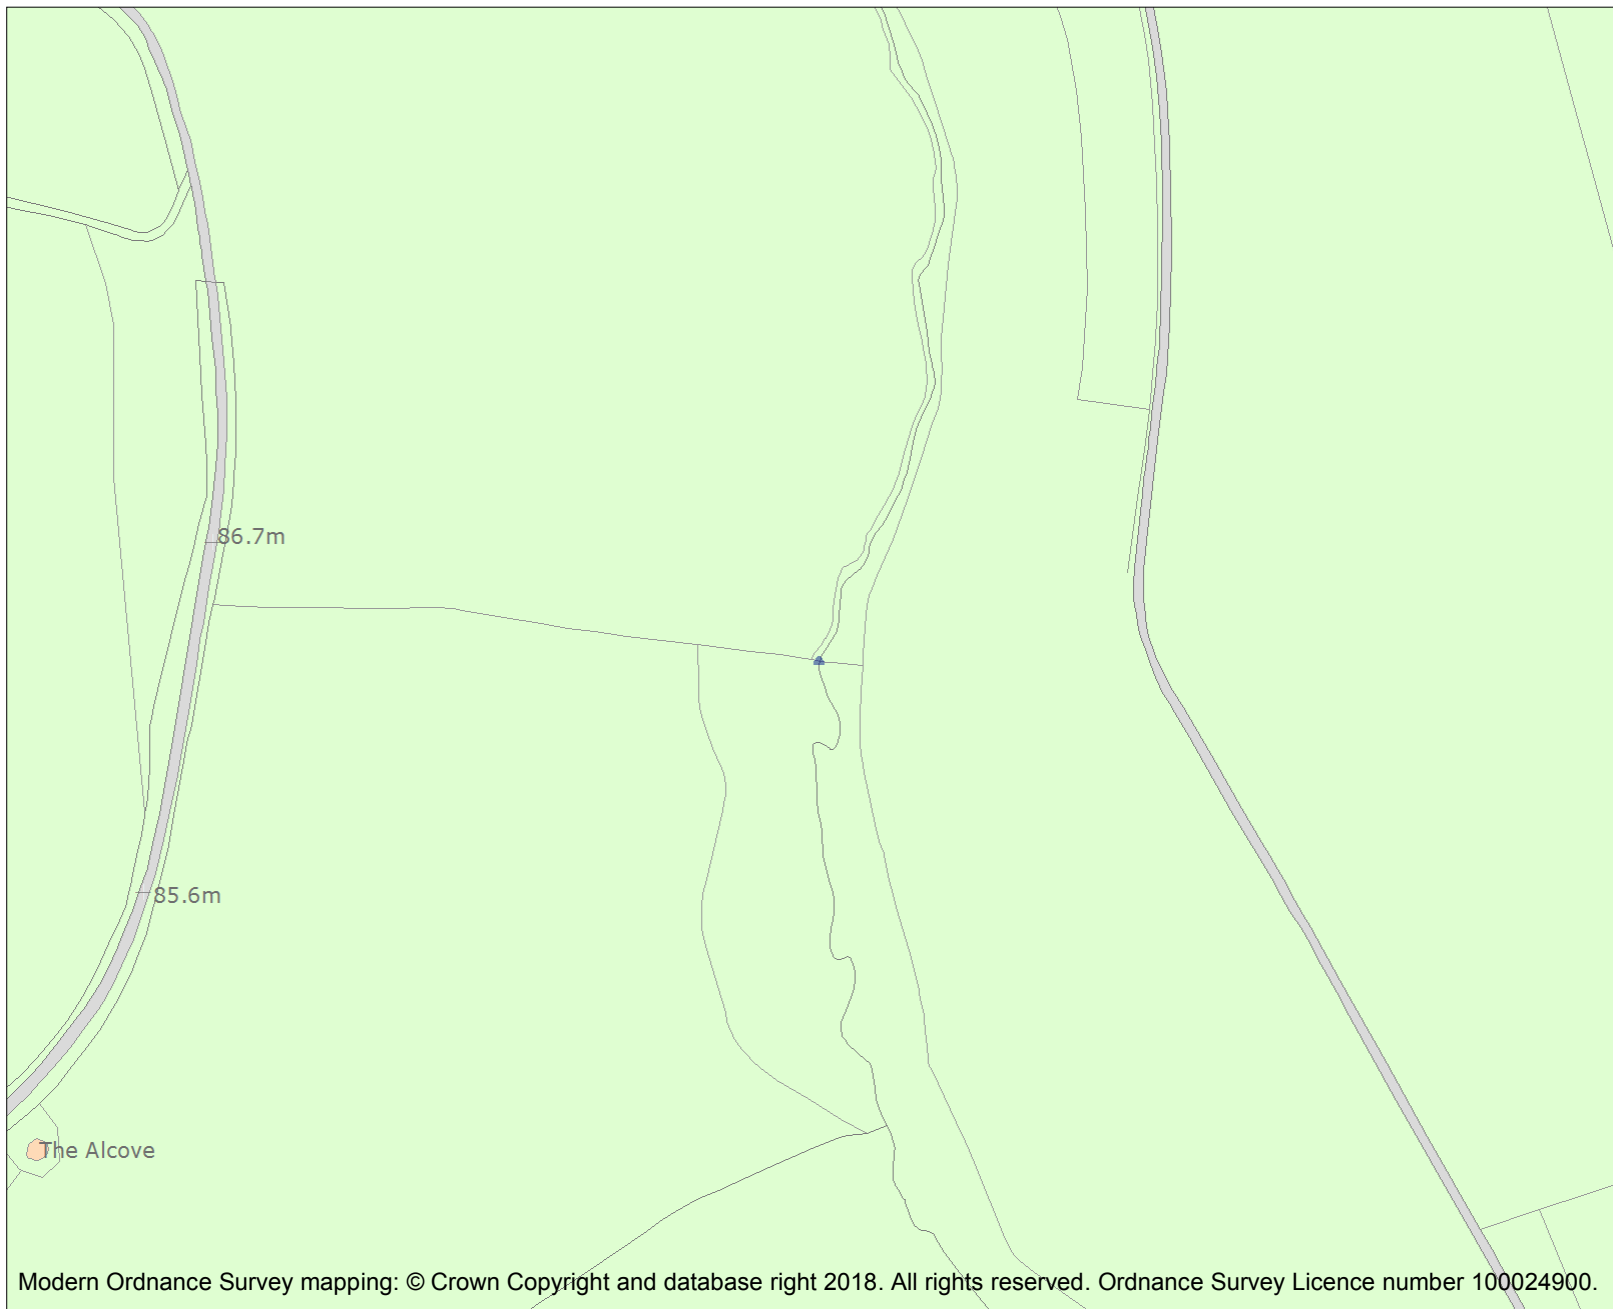 86.7m
85.6m
The Alcove
Modern Ordnance Survey mapping: © Crown Copyright and database right 2018. All rights reserved. Ordnance Survey Licence number 100024900.